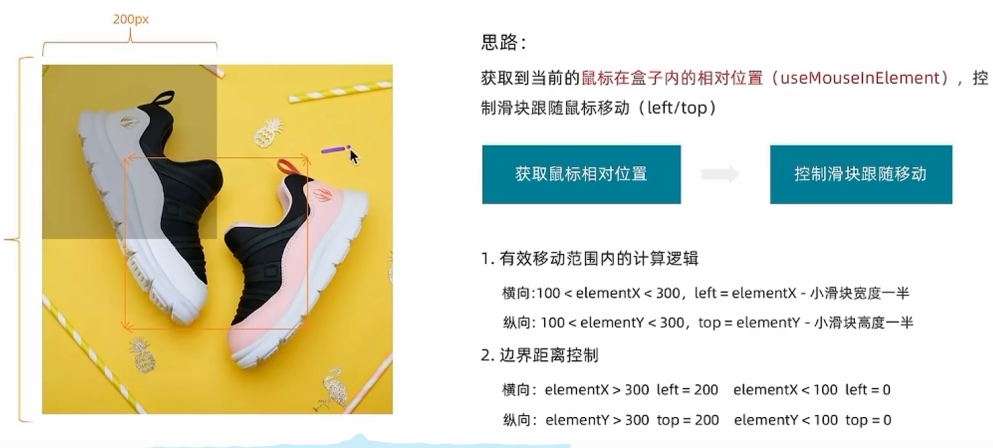 200px
思路：
获取到当前的鼠标在盒子内的相对位置（useMouseInElement），控
制滑块跟随鼠标移动（left/top）
获取鼠标相对位置
控制滑块跟随移动
1. 有效移动范围内的计算逻辑
横向:100 < elementX < 300，left = elementX - 小滑块宽度一半
纵向: 100 < elementY < 300，top = elementY - 小滑块高度一半
2. 边界距离控制
横向：elementX > 300 left = 200 elementX < 100 left = 0
纵向：elementY > 300 top = 200 elementY < 100 top = 0